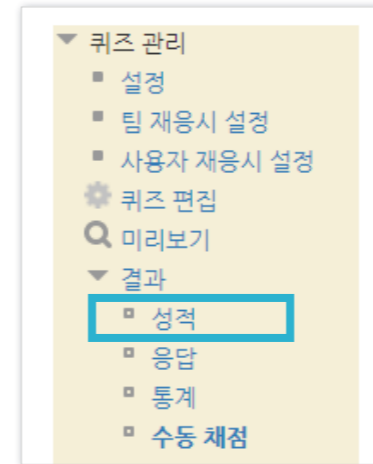 퀴즈 관리
설정
팀 재응시 설정
사용자 재응시 설정
퀴즈 편집
미리보기
결과
성적
응답
통계
수동 채점